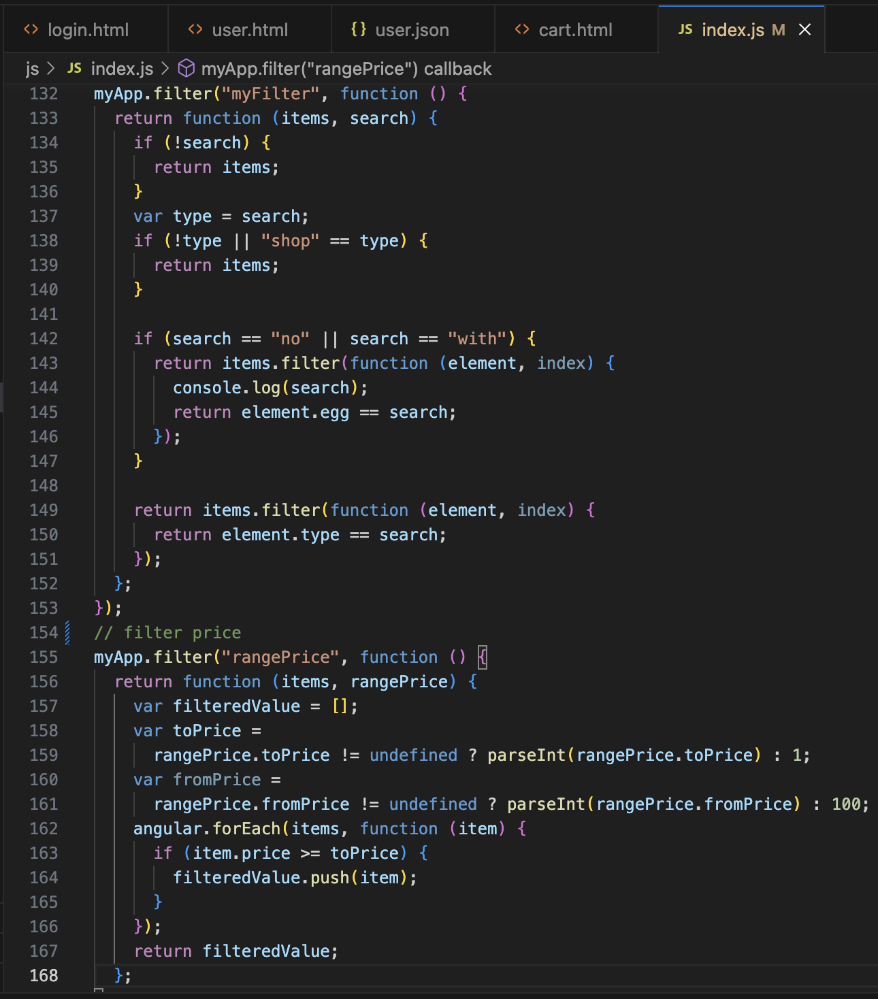 login.html user.html {} user.json cart.html JS index.js M
js > JS index.js > myApp.filter("rangePrice") callback
132 myApp.filter("myFilter", function () {
133 return function (items, search) {
134 if (!search) {
135 return items;
136 }
137 var type = search;
138 if (!type || "shop" == type) {
139 return items;
140 }
141
142 if (search == "no" || search == "with") {
143 return items.filter(function (element, index) {
144 console.log(search);
145 return element.egg == search;
146 });
147 }
148
149 return items.filter(function (element, index) {
150 return element.type == search;
151 });
152 };
153 });
154 // filter price
155 myApp.filter("rangePrice", function () {
156 return function (items, rangePrice) {
157 var filteredValue = [];
158 var toPrice =
159 rangePrice.toPrice != undefined ? parseInt(rangePrice.toPrice) : 1;
160 var fromPrice =
161 rangePrice.fromPrice != undefined ? parseInt(rangePrice.fromPrice) : 100;
162 angular.forEach(items, function (item) {
163 if (item.price >= toPrice) {
164 filteredValue.push(item);
165 }
166 });
167 return filteredValue;
168 };